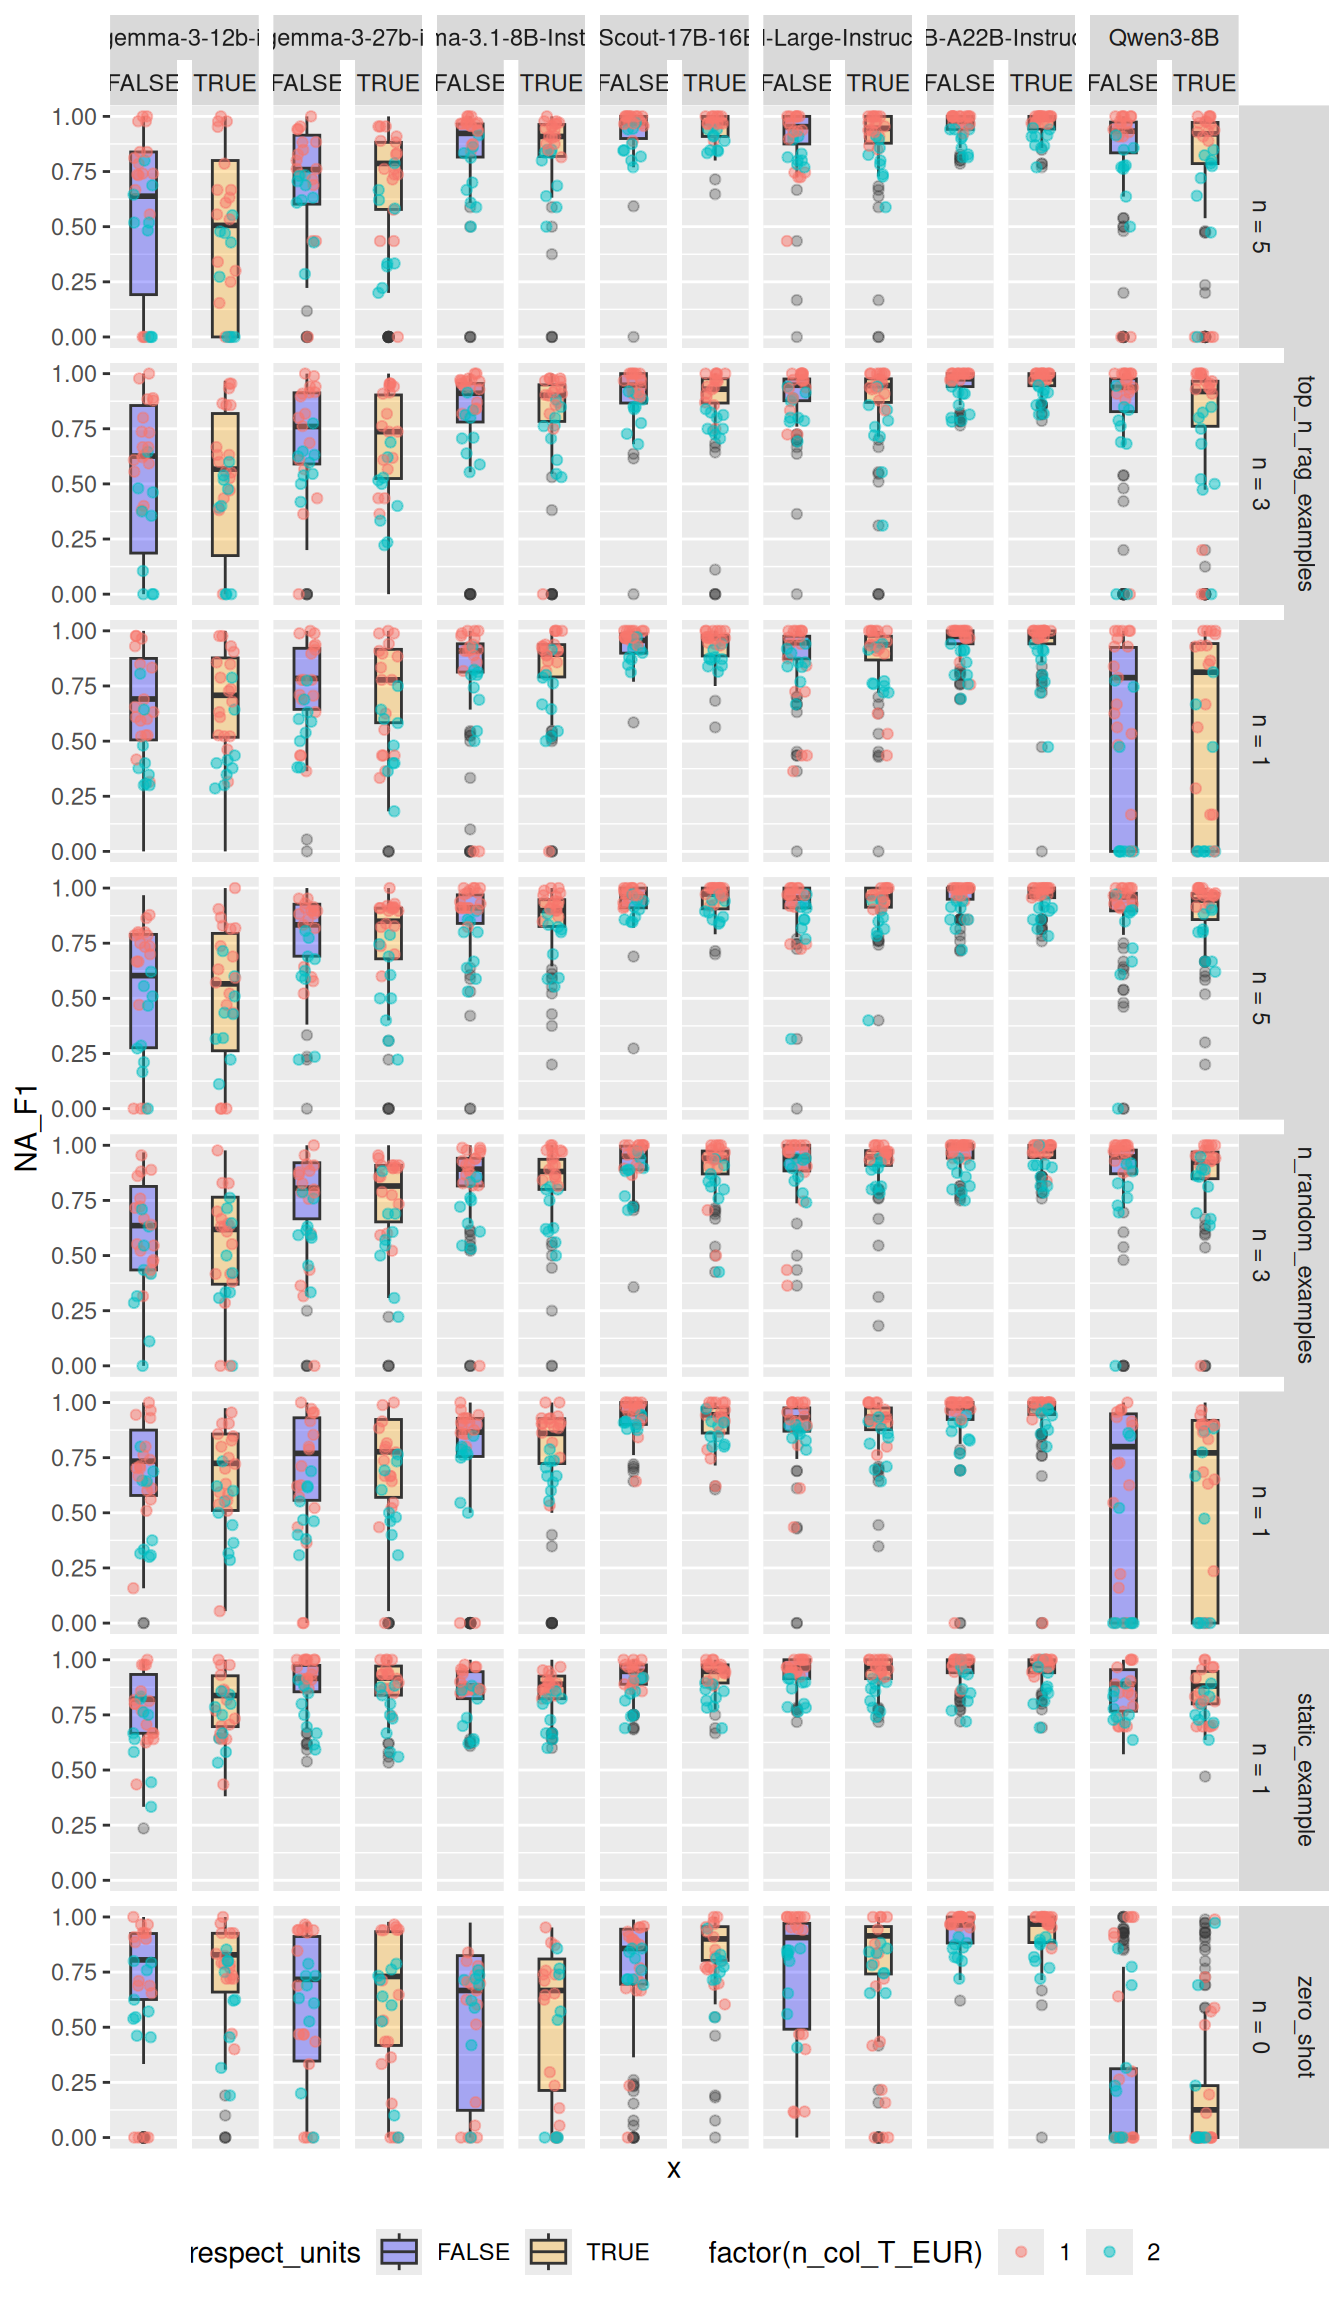 gemma-3-12b-i gemma-3-27b-i ma-3.1-8B-Inst Scout-17B-16E l-Large-Instruc B-A22B-Instruc Qwen3-8B
FALSE TRUE FALSE TRUE FALSE TRUE FALSE TRUE FALSE TRUE FALSE TRUE FALSE TRUE
1.00
0.75
0.50
0.25
0.00
n = 5
1.00
0.75
0.50
0.25
0.00
n = 3
top_n_rag_examples
1.00
0.75
0.50
0.25
0.00
n = 1
1.00
0.75
0.50
0.25
0.00
n = 5
NA_F1
1.00
0.75
0.50
0.25
0.00
n = 3
n_random_examples
1.00
0.75
0.50
0.25
0.00
n = 1
1.00
0.75
0.50
0.25
0.00
n = 1
static_example
1.00
0.75
0.50
0.25
0.00
n = 0
zero_shot
x
respect_units FALSE TRUE factor(n_col_T_EUR) 1 2